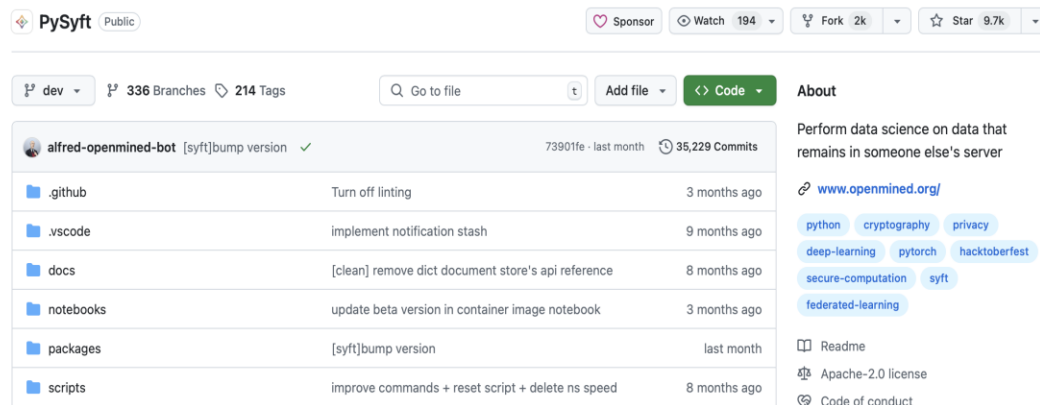 PySyft Public Sponsor Watch 194 Fork 2k Star 9.7k
dev 336 Branches 214 Tags Go to file t Add file Code
alfred-openmined-bot [syft]bump version 73901fe · last month 35,229 Commits
.github Turn off linting 3 months ago
.vscode implement notification stash 9 months ago
docs [clean] remove dict document store's api reference 8 months ago
notebooks update beta version in container image notebook 3 months ago
packages [syft]bump version last month
scripts improve commands + reset script + delete ns speed 8 months ago
About
Perform data science on data that
remains in someone else's server
www.openmined.org/
python cryptography privacy
deep-learning pytorch hacktoberfest
secure-computation syft
federated-learning
Readme
Apache-2.0 license
Code of conduct